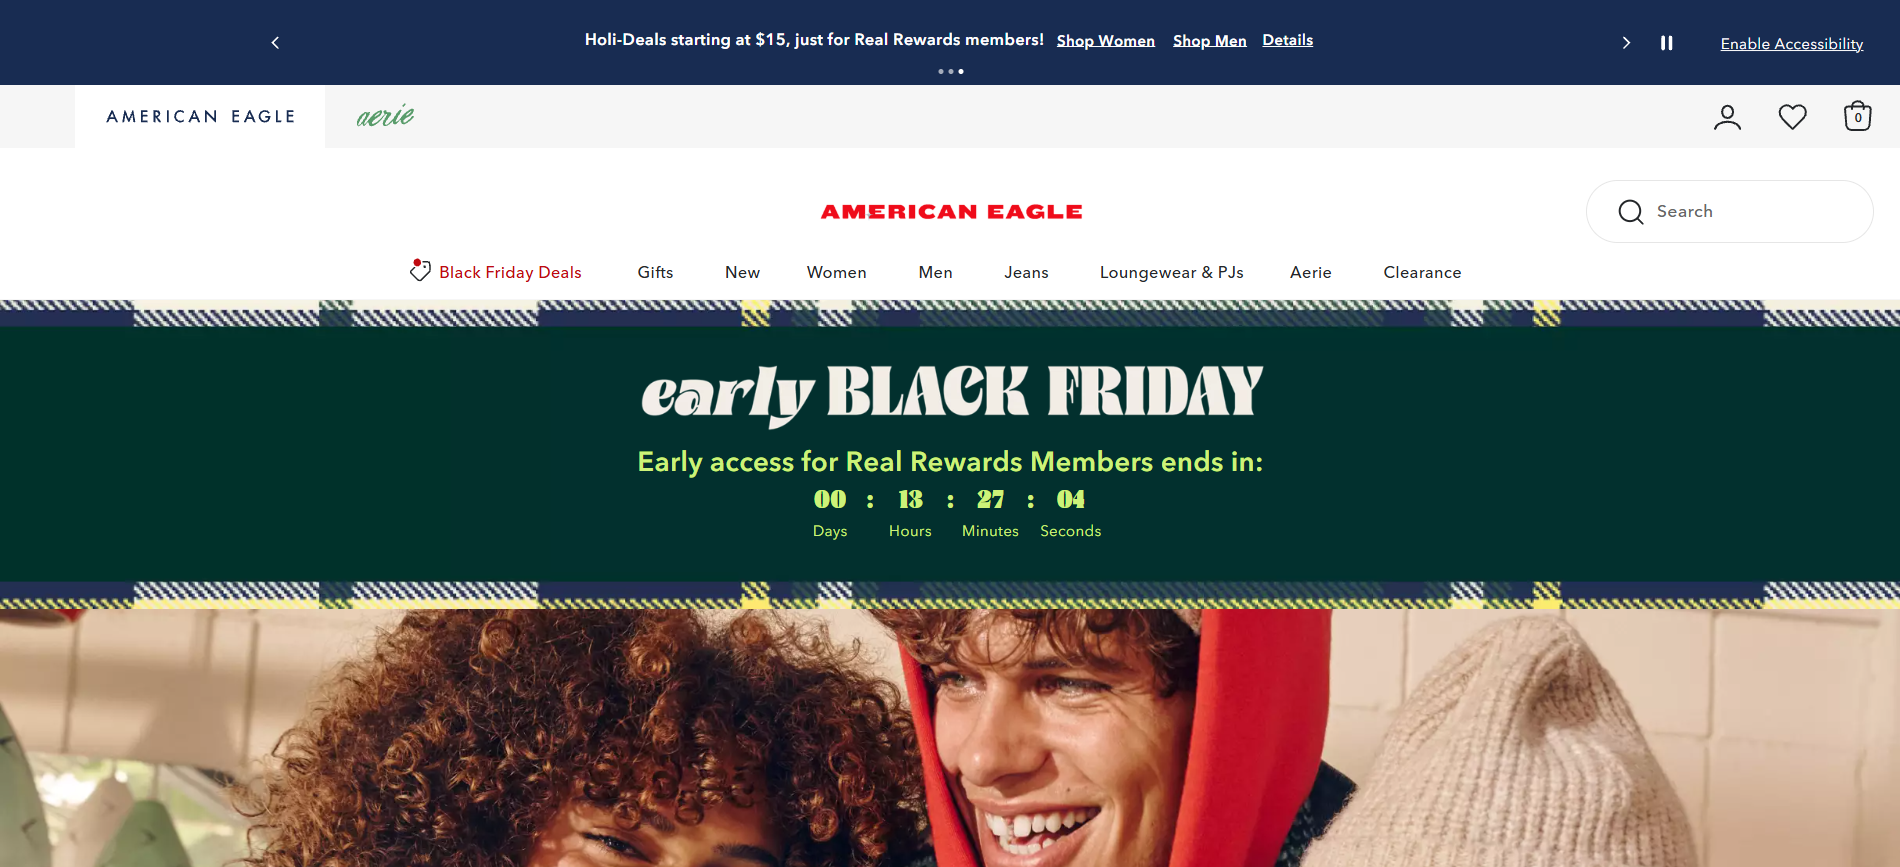 Holi-Deals starting at $15, just for Real Rewards members! Shop Women Shop Men Details
Enable Accessibility
AMERICAN EAGLE
aerie
0
AMERICAN EAGLE
Search
Black Friday Deals Gifts New Women Men Jeans Loungewear & PJs Aerie Clearance
early BLACK FRIDAY
Early access for Real Rewards Members ends in:
00 : 13 : 27 : 04
Days Hours Minutes Seconds